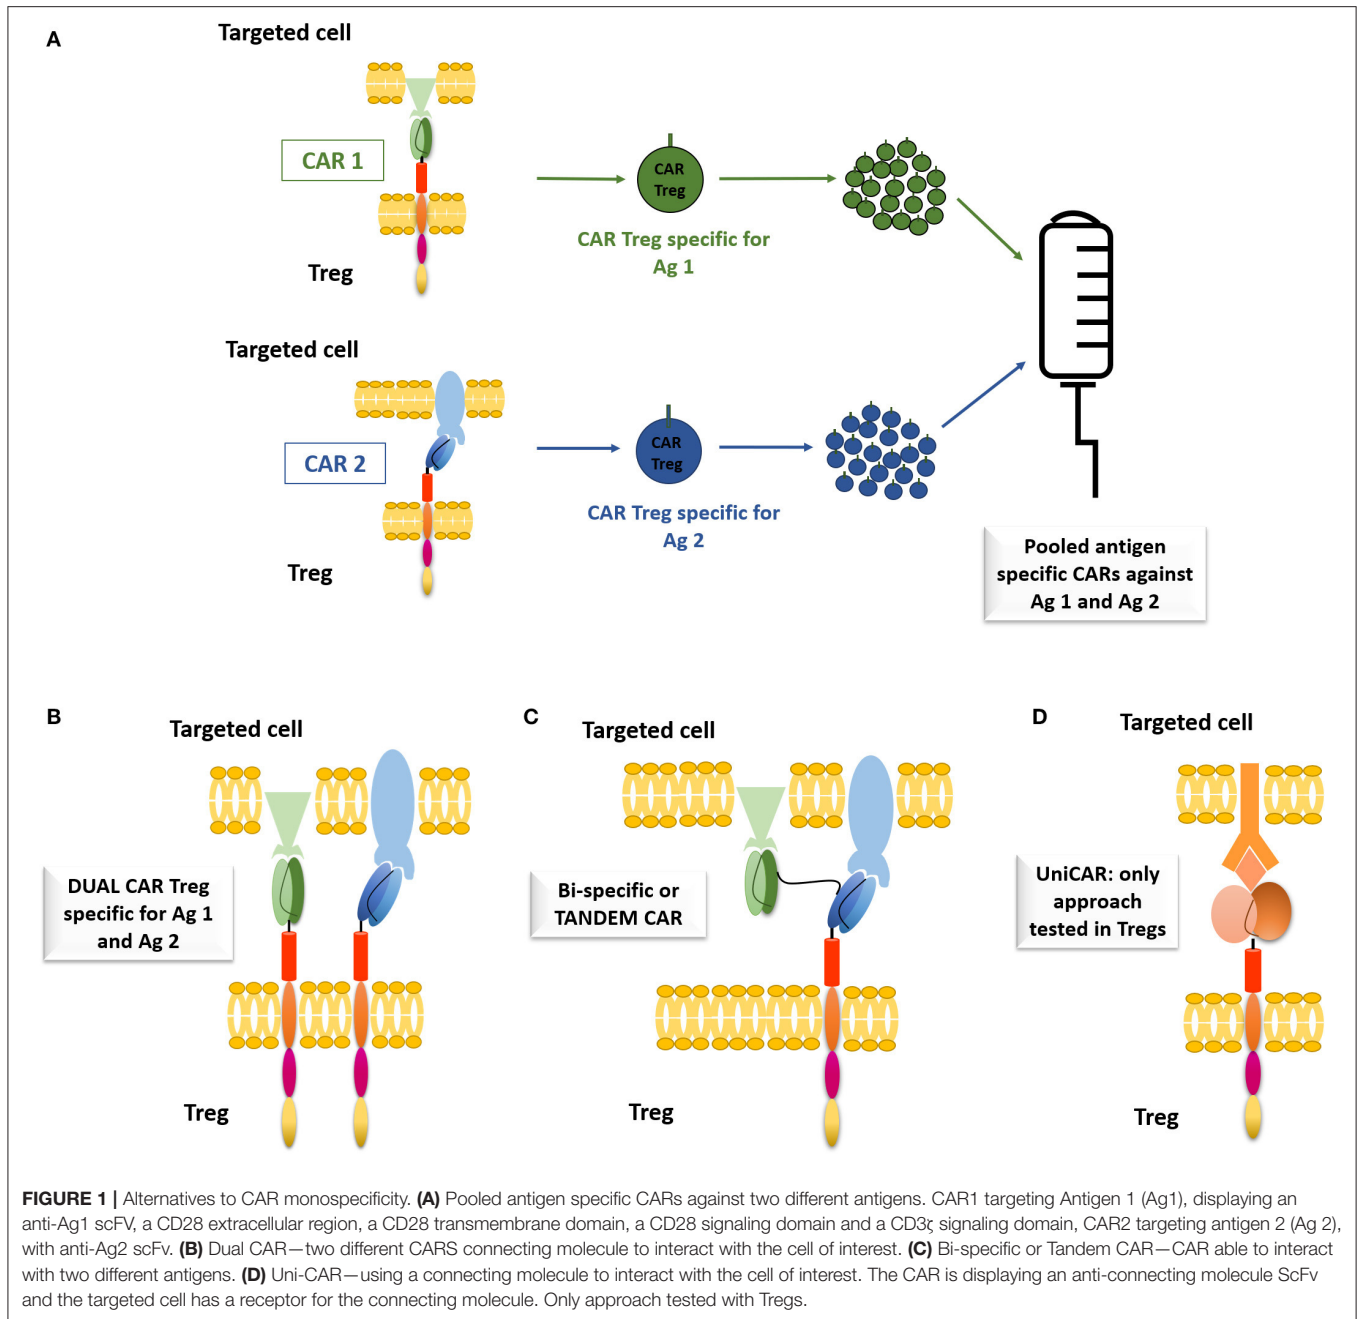 A
Targeted cell
CAR 1
Treg
CAR
Treg
CAR Treg specific for
Ag 1
Targeted cell
CAR 2
Treg
CAR
Treg
CAR Treg specific for
Ag 2
Pooled antigen
specific CARs against
Ag 1 and Ag 2
B
Targeted cell
DUAL CAR Treg
specific for Ag 1
and Ag 2
Treg
C
Targeted cell
Bi-specific or
TANDEM CAR
Treg
D
Targeted cell
UniCAR: only
approach
tested in Tregs
Treg
FIGURE 1 | Alternatives to CAR monospecificity. (A) Pooled antigen specific CARs against two different antigens. CAR1 targeting Antigen 1 (Ag1), displaying an
anti-Ag1 scFV, a CD28 extracellular region, a CD28 transmembrane domain, a CD28 signaling domain and a CD3ζ signaling domain, CAR2 targeting antigen 2 (Ag 2),
with anti-Ag2 scFv. (B) Dual CAR—two different CARS connecting molecule to interact with the cell of interest. (C) Bi-specific or Tandem CAR—CAR able to interact
with two different antigens. (D) Uni-CAR—using a connecting molecule to interact with the cell of interest. The CAR is displaying an anti-connecting molecule ScFv
and the targeted cell has a receptor for the connecting molecule. Only approach tested with Tregs.